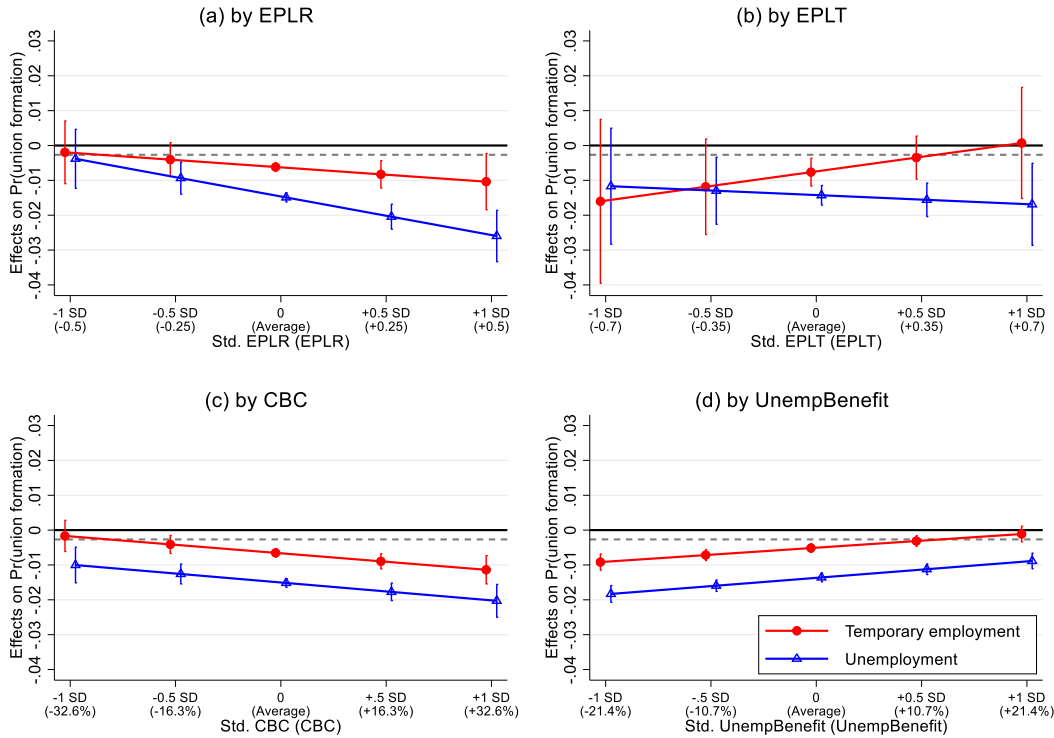 (a) by EPLR
Effects on Pr(union formation)
.03
.02
.01
0
-.01
-.02
-.03
-.04
-1 SD
(-0.5)
-0.5 SD
(-0.25)
0
(Average)
+0.5 SD
(+0.25)
+1 SD
(+0.5)
Std. EPLR (EPLR)
(b) by EPLT
Effects on Pr(union formation)
.03
.02
.01
0
-.01
-.02
-.03
-.04
-1 SD
(-0.7)
-0.5 SD
(-0.35)
0
(Average)
+0.5 SD
(+0.35)
+1 SD
(+0.7)
Std. EPLT (EPLT)
(c) by CBC
Effects on Pr(union formation)
.03
.02
.01
0
-.01
-.02
-.03
-.04
-1 SD
(-32.6%)
-0.5 SD
(-16.3%)
0
(Average)
+.5 SD
(+16.3%)
+1 SD
(+32.6%)
Std. CBC (CBC)
(d) by UnempBenefit
Effects on Pr(union formation)
.03
.02
.01
0
-.01
-.02
-.03
-.04
-1 SD
(-21.4%)
-.5 SD
(-10.7%)
0
(Average)
+0.5 SD
(+10.7%)
+1 SD
(+21.4%)
Std. UnempBenefit (UnempBenefit)
Temporary employment
Unemployment